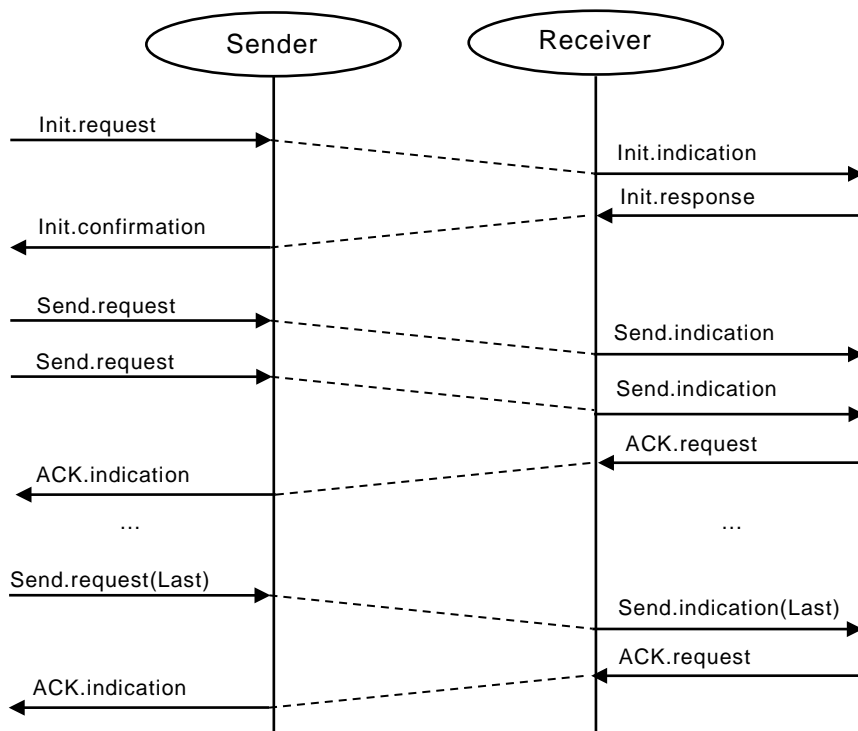 Sender
Receiver
Init.request
Init.indication
Init.response
Init.confirmation
Send.request
Send.indication
Send.request
Send.indication
ACK.request
ACK.indication
...
...
Send.request(Last)
Send.indication(Last)
ACK.request
ACK.indication